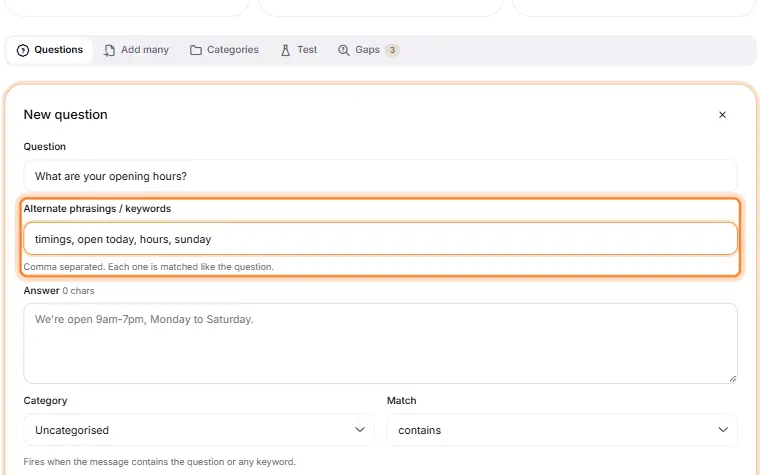 Questions Add many Categories Test Gaps 3
New question
Question
What are your opening hours?
Alternate phrasings / keywords
timings, open today, hours, sunday
Comma separated. Each one is matched like the question.
Answer 0 chars
We're open 9am-7pm, Monday to Saturday.
Category Match
Uncategorised contains
Fires when the message contains the question or any keyword.